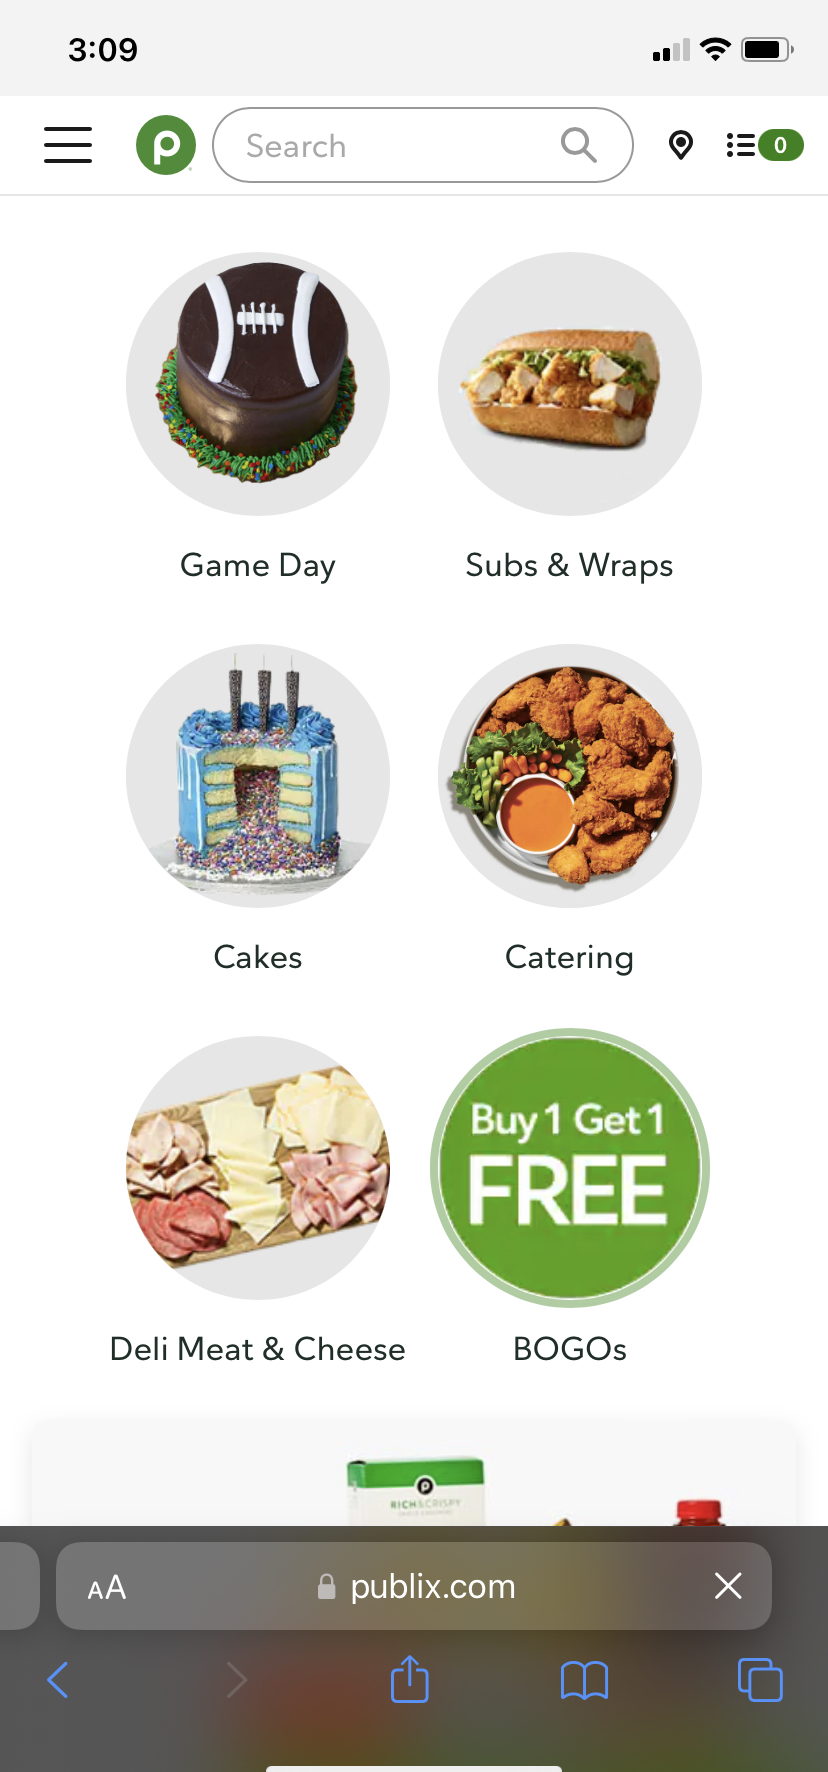 3:09
Search
0
Game Day
Subs & Wraps
Cakes
Catering
Buy 1 Get 1
FREE
Deli Meat & Cheese
BOGOs
RICH & CRISPY
AA
publix.com